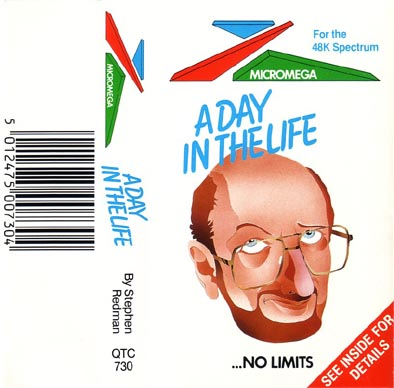 5 012475 007304
A DAY
IN THE LIFE
By Stephen
Redman
QTC
730
For the
48K Spectrum
MICROMEGA
A DAY
IN THE LIFE
...NO LIMITS
SEE INSIDE FOR
DETAILS